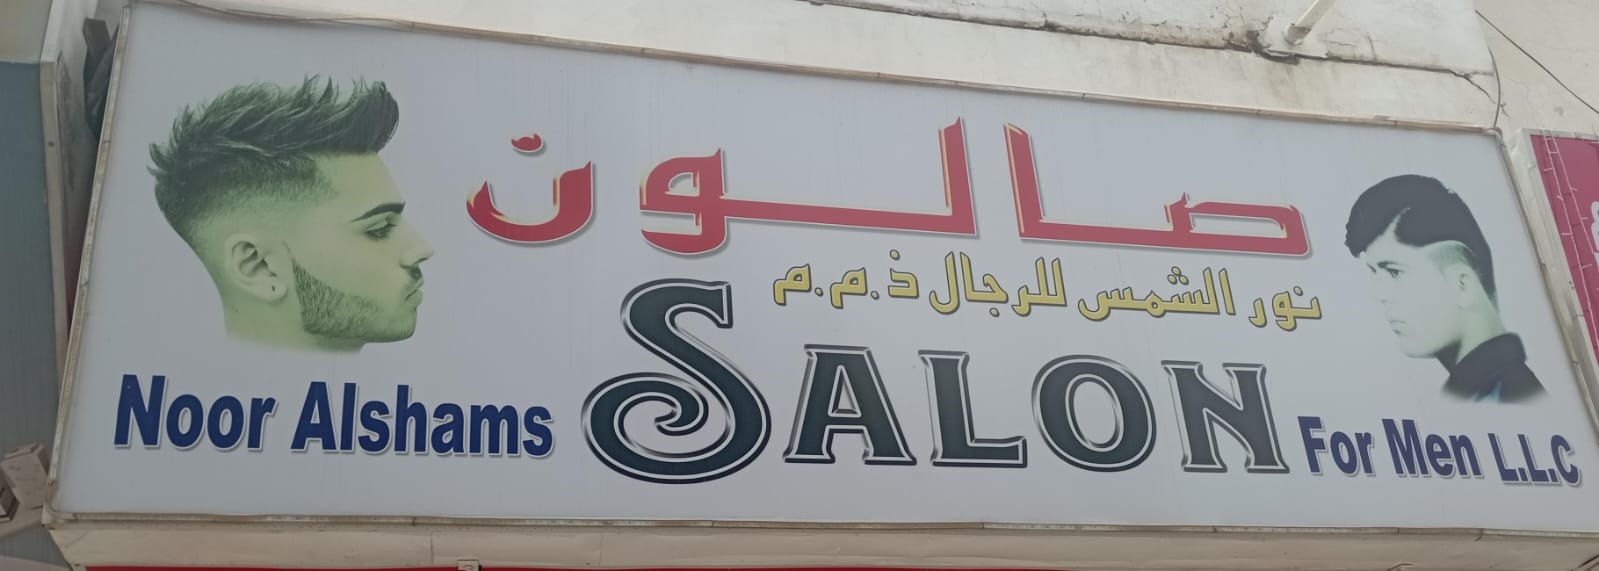 صالون
نور الشمس للرجال ذ.م.م
Noor Alshams SALON For Men L.L.C